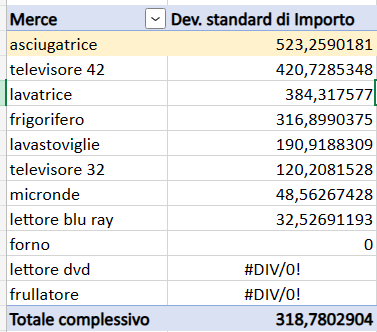 Merce Dev. standard di Importo
asciugatrice 523,2590181
televisore 42 420,7285348
lavatrice 384,317577
frigorifero 316,8990375
lavastoviglie 190,9188309
televisore 32 120,2081528
micronde 48,56267428
lettore blu ray 32,52691193
forno 0
lettore dvd #DIV/0!
frullatore #DIV/0!
Totale complessivo 318,7802904